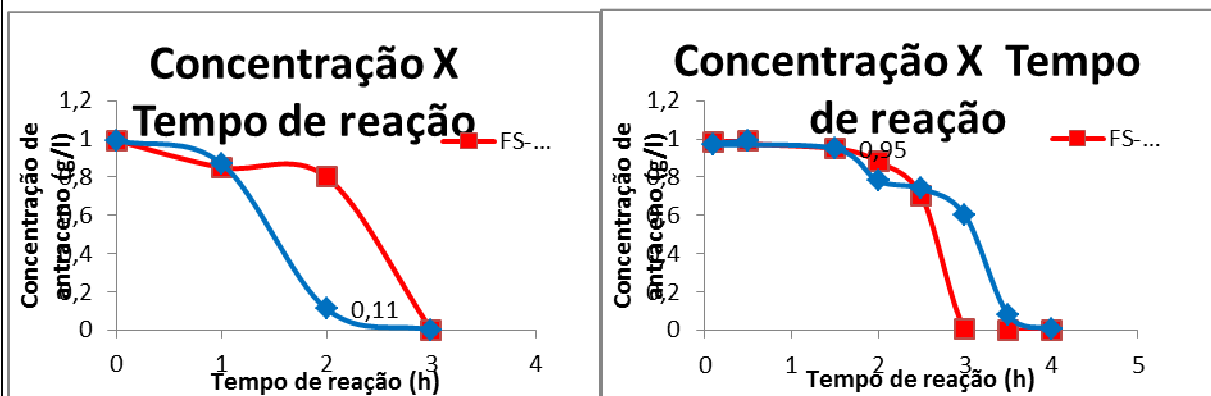 Concentração X
Tempo de reação
1,2
1
0,8
0,6
0,4
0,2
0
Concentração de
antraceno (g/l)
FS-...
0,11
0 1 2 3 4
Tempo de reação (h)
Concentração X Tempo
de reação
1,2
1
0,8
0,6
0,4
0,2
0
Concentração de
antraceno (g/l)
FS-...
0,95
0 1 2 3 4 5
Tempo de reação (h)